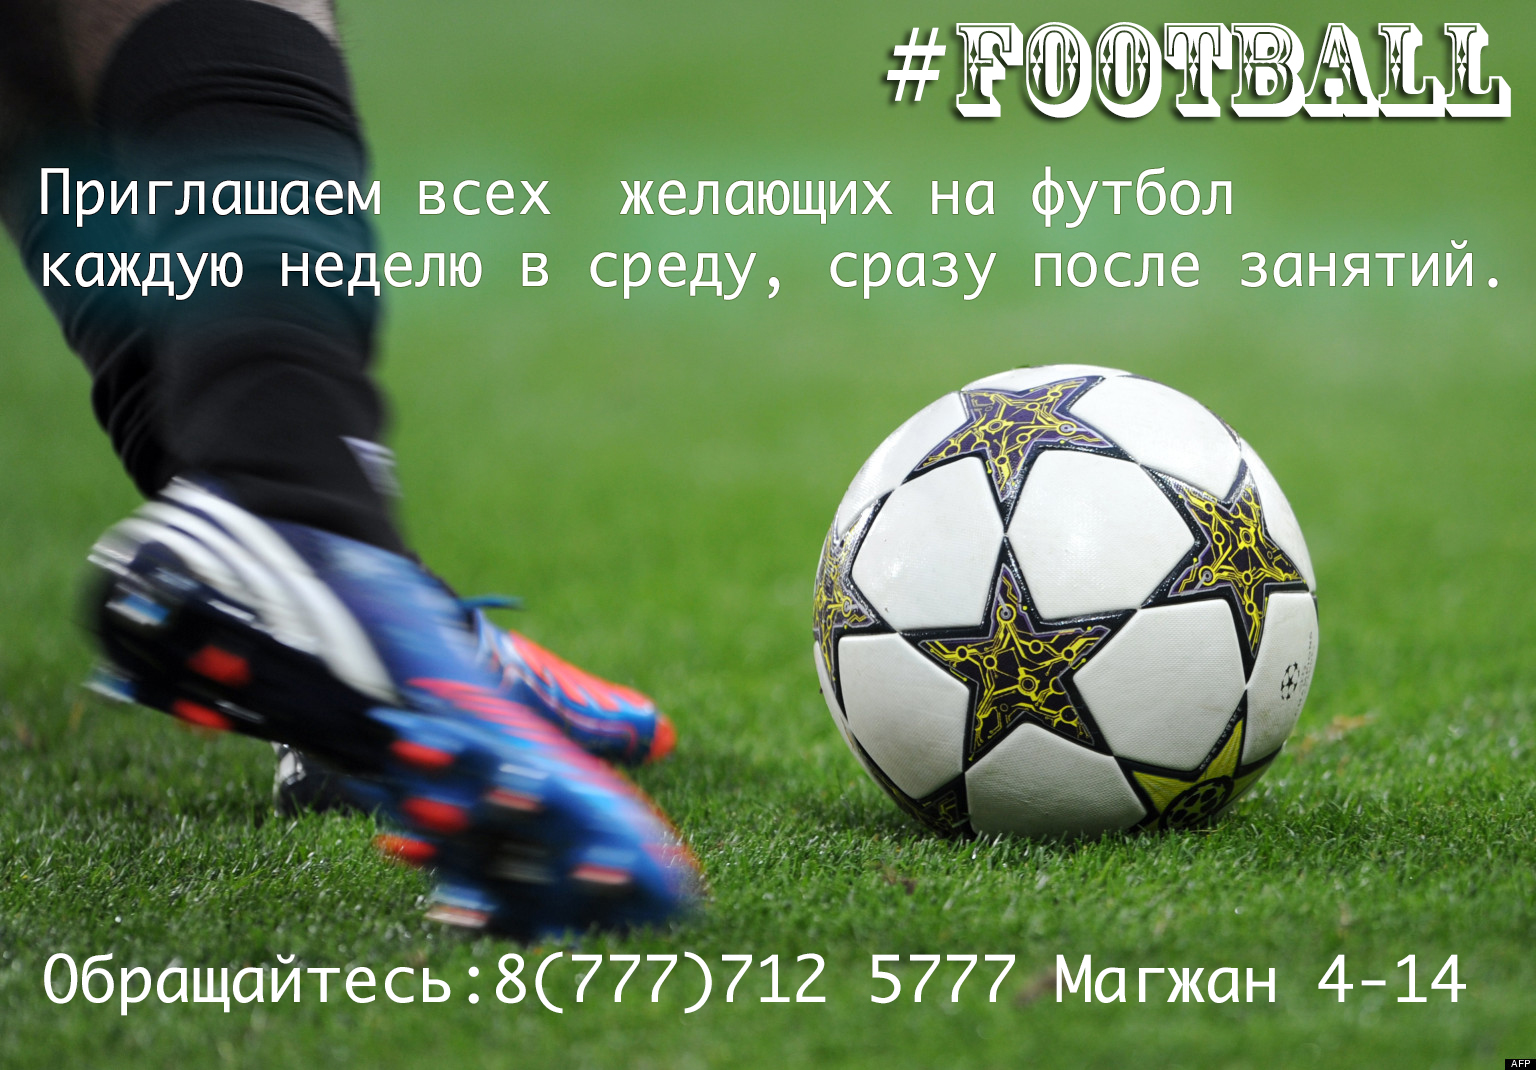 #FOOTBALL
Приглашаем всех желающих на футбол
каждую неделю в среду, сразу после занятий.
Обращайтесь:8(777)712 5777 Магжан 4-14
AFP